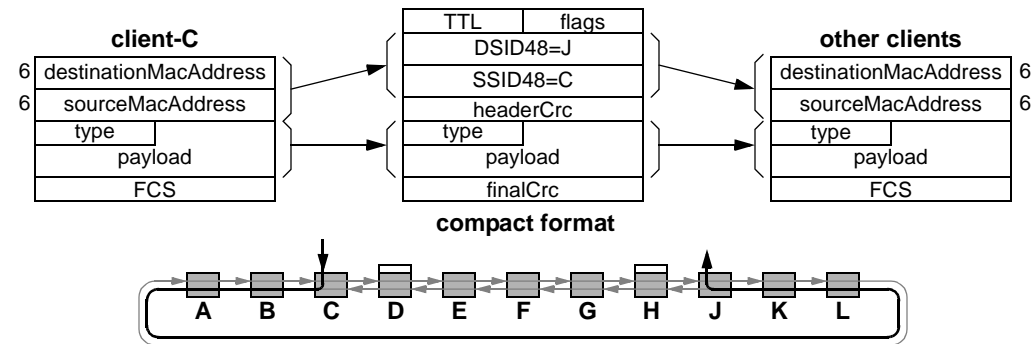 client-C
6 destinationMacAddress
6 sourceMacAddress
type
payload
FCS
TTL flags
DSID48=J
SSID48=C
headerCrc
type
payload
finalCrc
compact format
other clients
destinationMacAddress 6
sourceMacAddress 6
type
payload
FCS
A B C D E F G H J K L